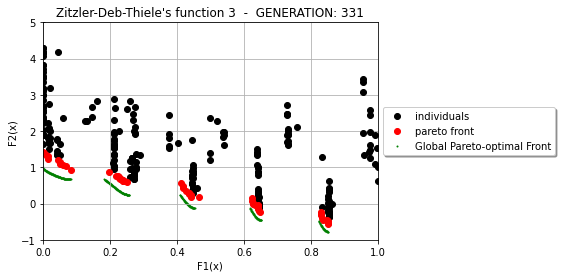 Zitzler-Deb-Thiele's function 3 - GENERATION: 331
5
4
3
2
1
0
−1
F2(x)
0.0 0.2 0.4 0.6 0.8 1.0
F1(x)
individuals
pareto front
Global Pareto-optimal Front